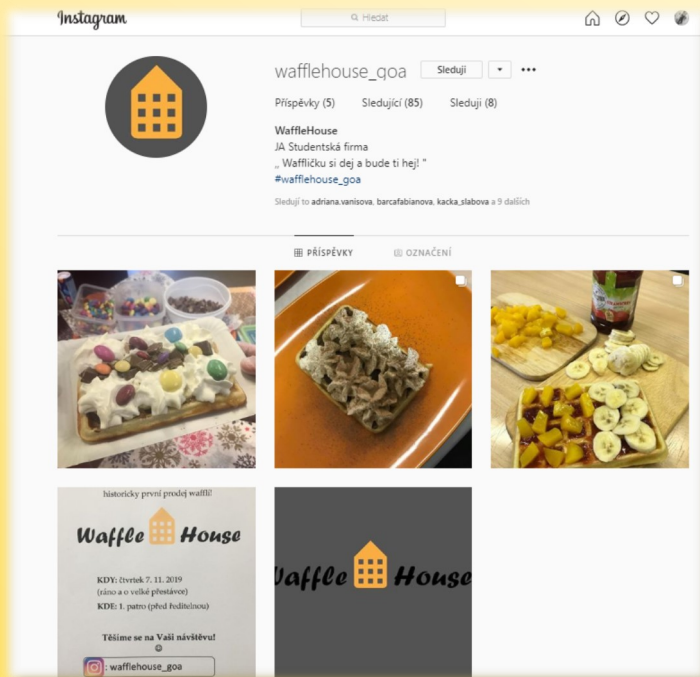 Instagram
Hledat
wafflehouse_goa
Sleduji
Příspěvky (5) Sledující (85) Sleduji (8)
WaffleHouse
JA Studentská firma
„ Waffličku si dej a bude ti hej! "
#wafflehouse_goa
Sledují to adriana.vanisova, barcafabianova, kacka_slabova a 9 dalších
PŘÍSPĚVKY OZNAČENÍ
historicky první prodej wafflí!
Waffle House
KDY: čtvrtek 7. 11. 2019
(ráno a o velké přestávce)
KDE: 1. patro (před ředitelnou)
Těšíme se na Vaši návštěvu!
: wafflehouse_goa
Waffle House